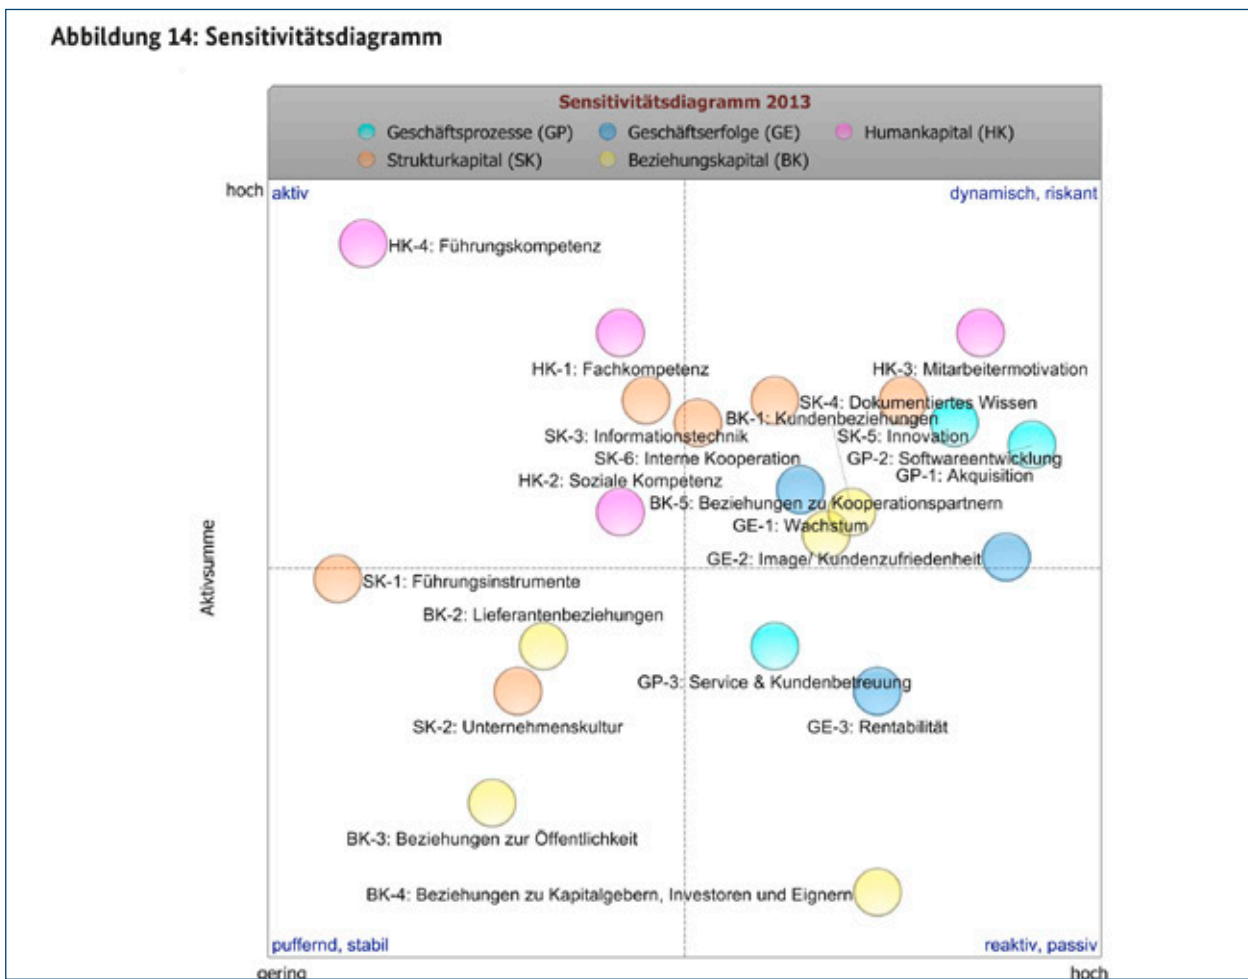 Abbildung 14: Sensitivitätsdiagramm
Sensitivitätsdiagramm 2013
Geschäftsprozesse (GP) Geschäftserfolge (GE) Humankapital (HK)
Strukturkapital (SK) Beziehungskapital (BK)
hoch aktiv dynamisch, riskant
HK-4: Führungskompetenz
HK-1: Fachkompetenz HK-3: Mitarbeitermotivation
SK-4: Dokumentiertes Wissen
BK-1: Kundenbeziehungen
SK-3: Informationstechnik SK-5: Innovation
SK-6: Interne Kooperation GP-2: Softwareentwicklung
GP-1: Akquisition
HK-2: Soziale Kompetenz
BK-5: Beziehungen zu Kooperationspartnern
GE-1: Wachstum
GE-2: Image/ Kundenzufriedenheit
Aktivsumme
SK-1: Führungsinstrumente
BK-2: Lieferantenbeziehungen
GP-3: Service & Kundenbetreuung
SK-2: Unternehmenskultur GE-3: Rentabilität
BK-3: Beziehungen zur Öffentlichkeit
BK-4: Beziehungen zu Kapitalgebern, Investoren und Eignern
puffernd, stabil reaktiv, passiv
gering hoch